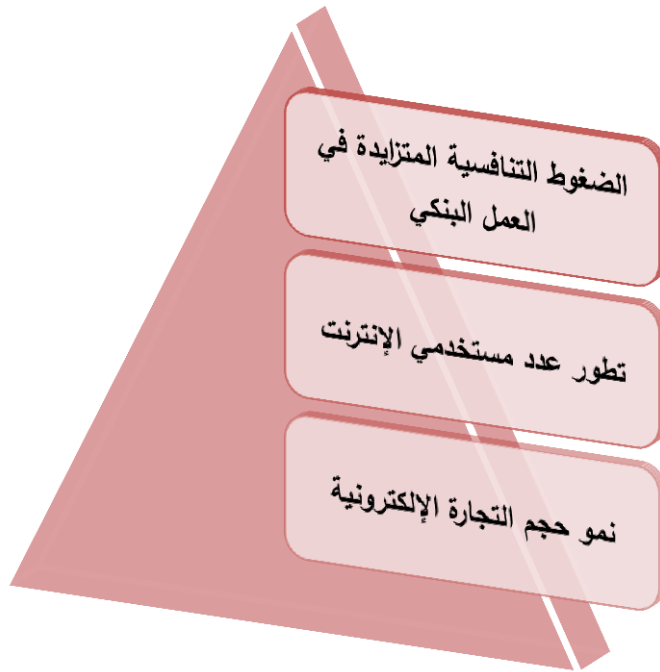 الضغوط التنافسية المتزايدة في
العمل البنكي
تطور عدد مستخدمي الإنترنت
نمو حجم التجارة الإلكترونية